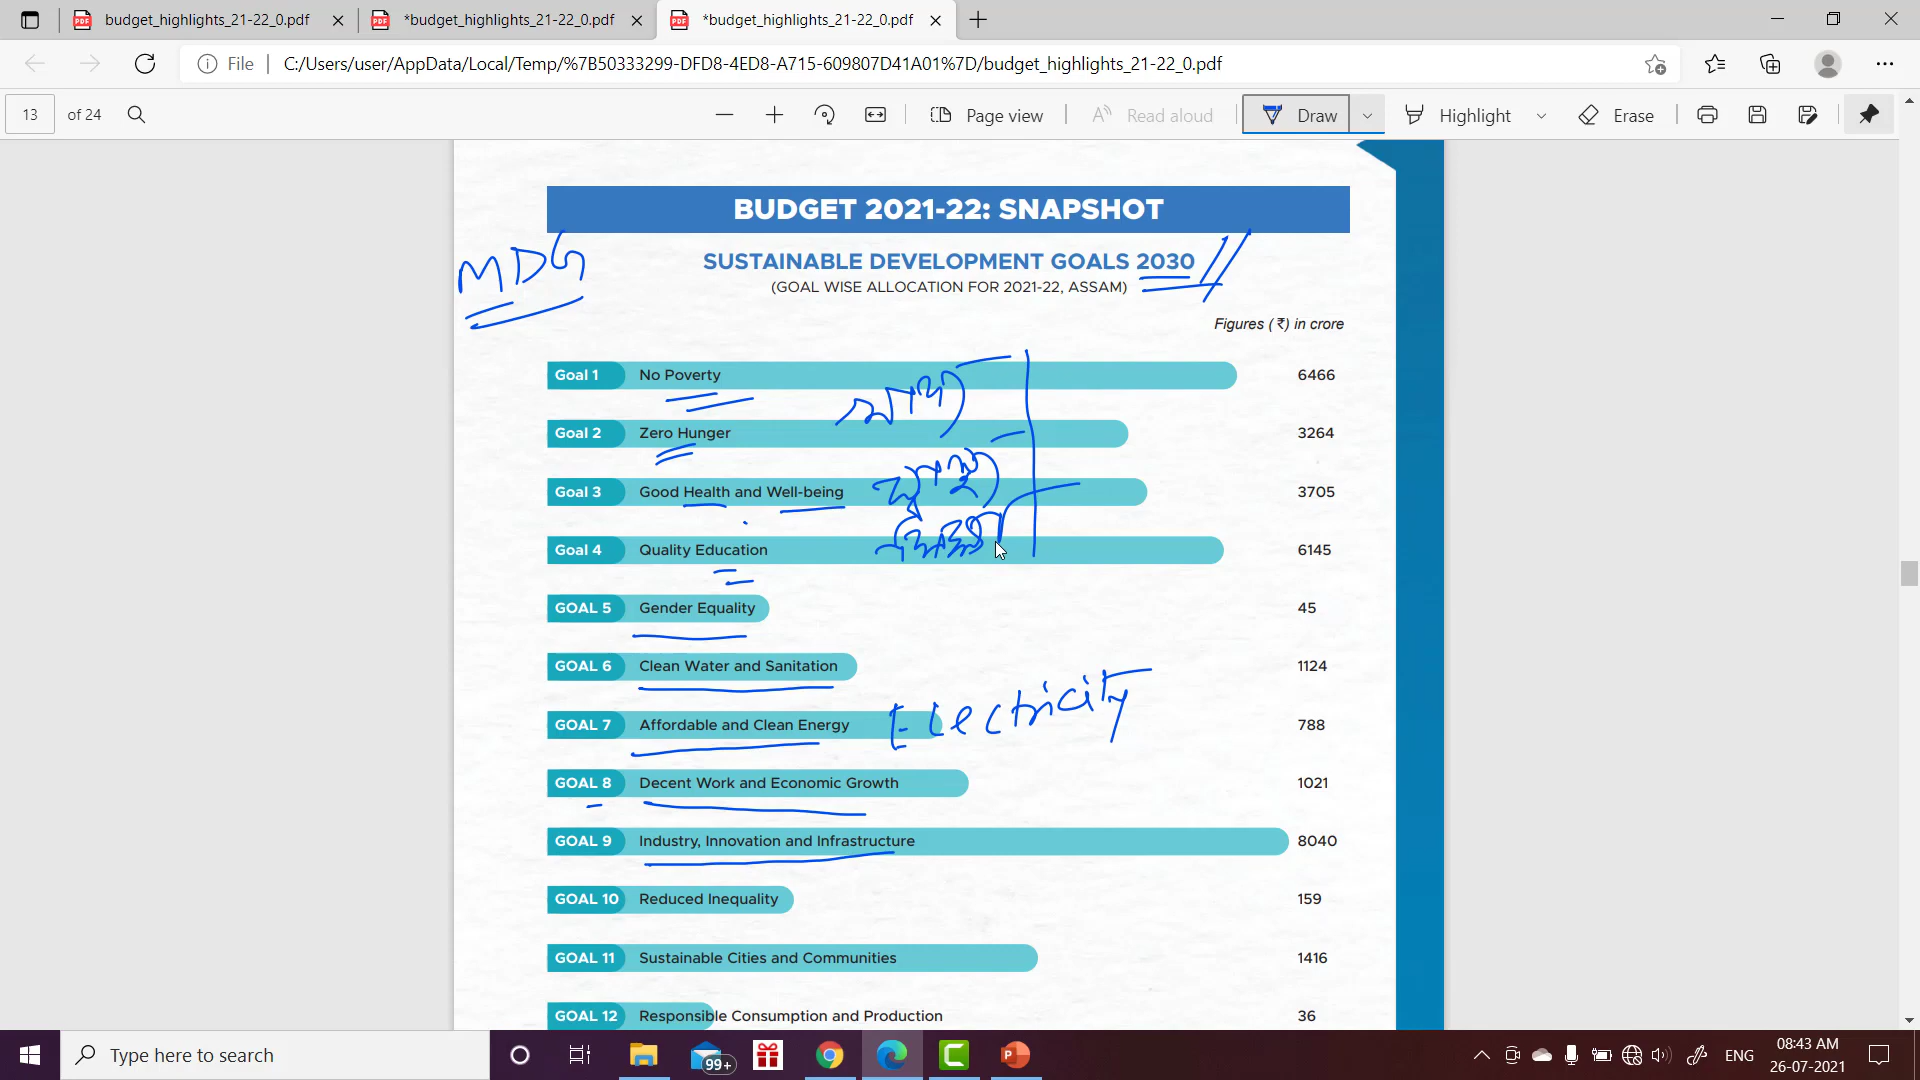 budget_highlights_21-22_0.pdf
*budget_highlights_21-22_0.pdf
*budget_highlights_21-22_0.pdf
File
C:/Users/user/AppData/Local/Temp/%7B50333299-DFD8-4ED8-A715-609807D41A01%7D/budget_highlights_21-22_0.pdf
13 of 24
Page view
Read aloud
Draw
Highlight
Erase
BUDGET 2021-22: SNAPSHOT
MDG
SUSTAINABLE DEVELOPMENT GOALS 2030
(GOAL WISE ALLOCATION FOR 2021-22, ASSAM)
Figures (₹) in crore
Goal 1 No Poverty 6466
Goal 2 Zero Hunger 3264
Goal 3 Good Health and Well-being 3705
Goal 4 Quality Education 6145
GOAL 5 Gender Equality 45
GOAL 6 Clean Water and Sanitation 1124
GOAL 7 Affordable and Clean Energy Electricity 788
GOAL 8 Decent Work and Economic Growth 1021
GOAL 9 Industry, Innovation and Infrastructure 8040
GOAL 10 Reduced Inequality 159
GOAL 11 Sustainable Cities and Communities 1416
GOAL 12 Responsible Consumption and Production 36
Type here to search
99+
ENG
08:43 AM
26-07-2021